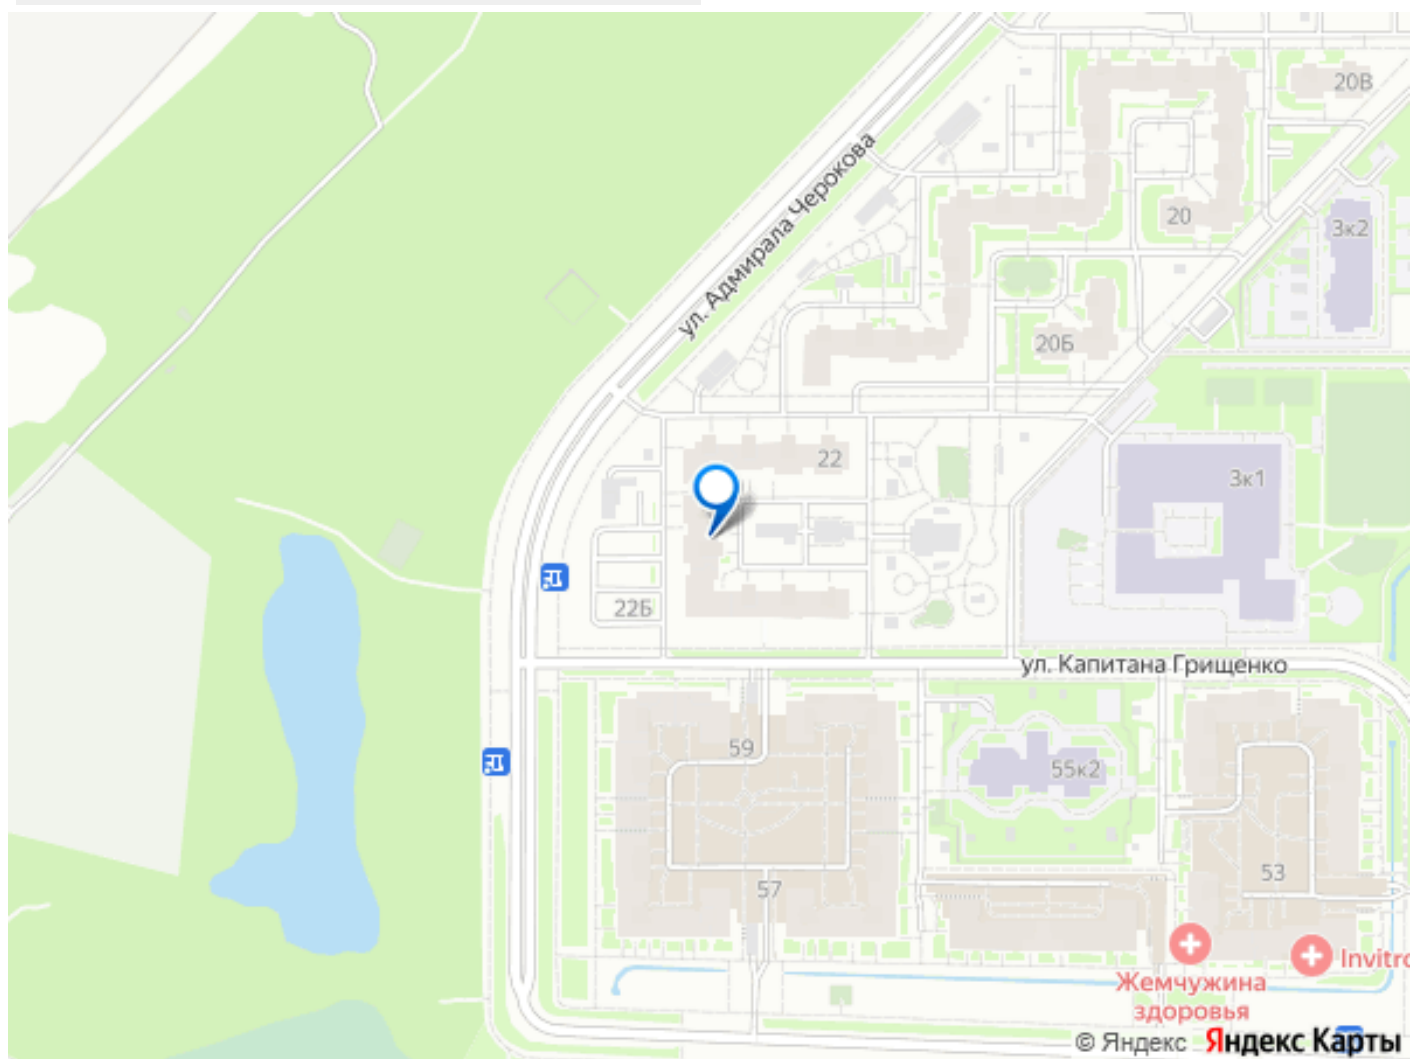 20В
ул. Адмирала Черокова
20
3к2
20Б
22
3к1
22Б
ул. Капитана Грищенко
59
55к2
57
53
Invitro
Жемчужина
здоровья
© Яндекс Яндекс Карты